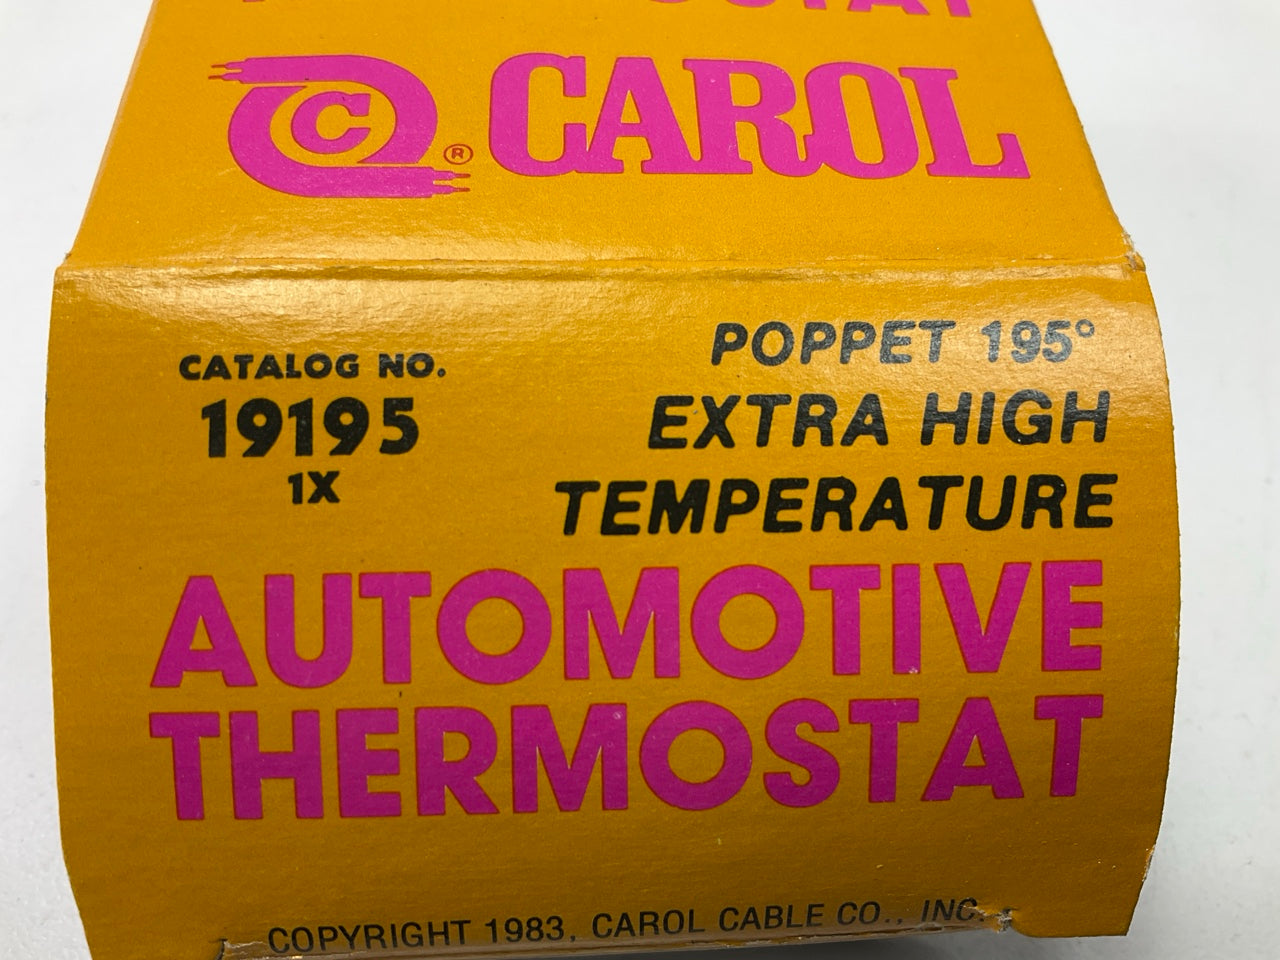 C
® CAROL
CATALOG NO.
19195
1X
POPPET 195°
EXTRA HIGH
TEMPERATURE
AUTOMOTIVE
THERMOSTAT
COPYRIGHT 1983, CAROL CABLE CO., INC.